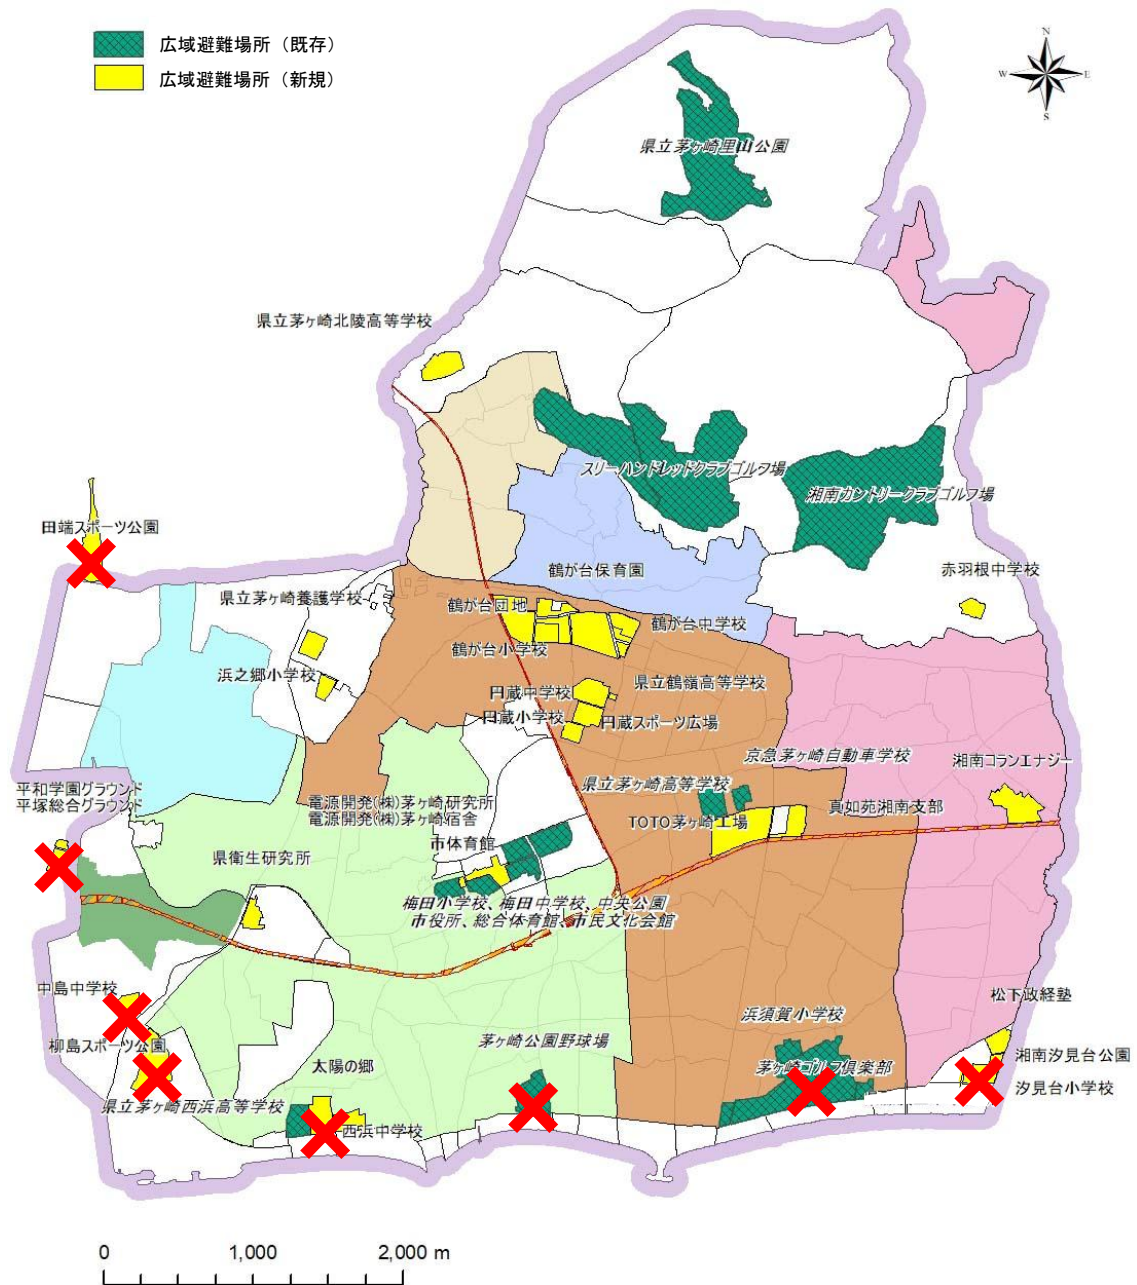 広域避難場所（既存）
広域避難場所（新規）
N
W
E
S
県立茅ヶ崎里山公園
県立茅ヶ崎北陵高等学校
スリーハンドレッドクラブゴルフ場
湘南カントリークラブゴルフ場
田端スポーツ公園
鶴が台保育園
赤羽根中学校
県立茅ヶ崎養護学校
鶴が台団地
鶴が台中学校
鶴が台小学校
浜之郷小学校
県立鶴嶺高等学校
円蔵中学校
円蔵小学校
円蔵スポーツ広場
京急茅ヶ崎自動車学校
湘南コランエナジー
県立茅ヶ崎高等学校
平和学園グラウンド
平塚総合グラウンド
電源開発(株)茅ヶ崎研究所
電源開発(株)茅ヶ崎宿舎
真如苑湘南支部
TOTO茅ヶ崎工場
市体育館
県衛生研究所
梅田小学校、梅田中学校、中央公園
市役所、総合体育館、市民文化会館
中島中学校
松下政経塾
浜須賀小学校
柳島スポーツ公園
茅ヶ崎公園野球場
湘南汐見台公園
太陽の郷
茅ヶ崎ゴルフ倶楽部
汐見台小学校
県立茅ヶ崎西浜高等学校
西浜中学校
0 1,000 2,000 m